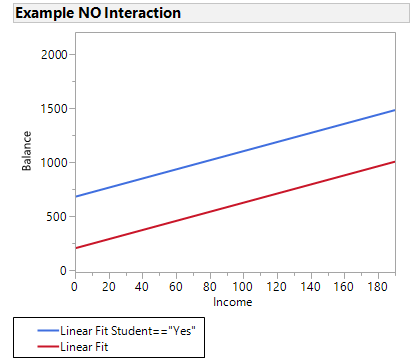 Example NO Interaction
2000
1500
1000
500
0
Balance
0 20 40 60 80 100 120 140 160 180
Income
Linear Fit Student=="Yes"
Linear Fit